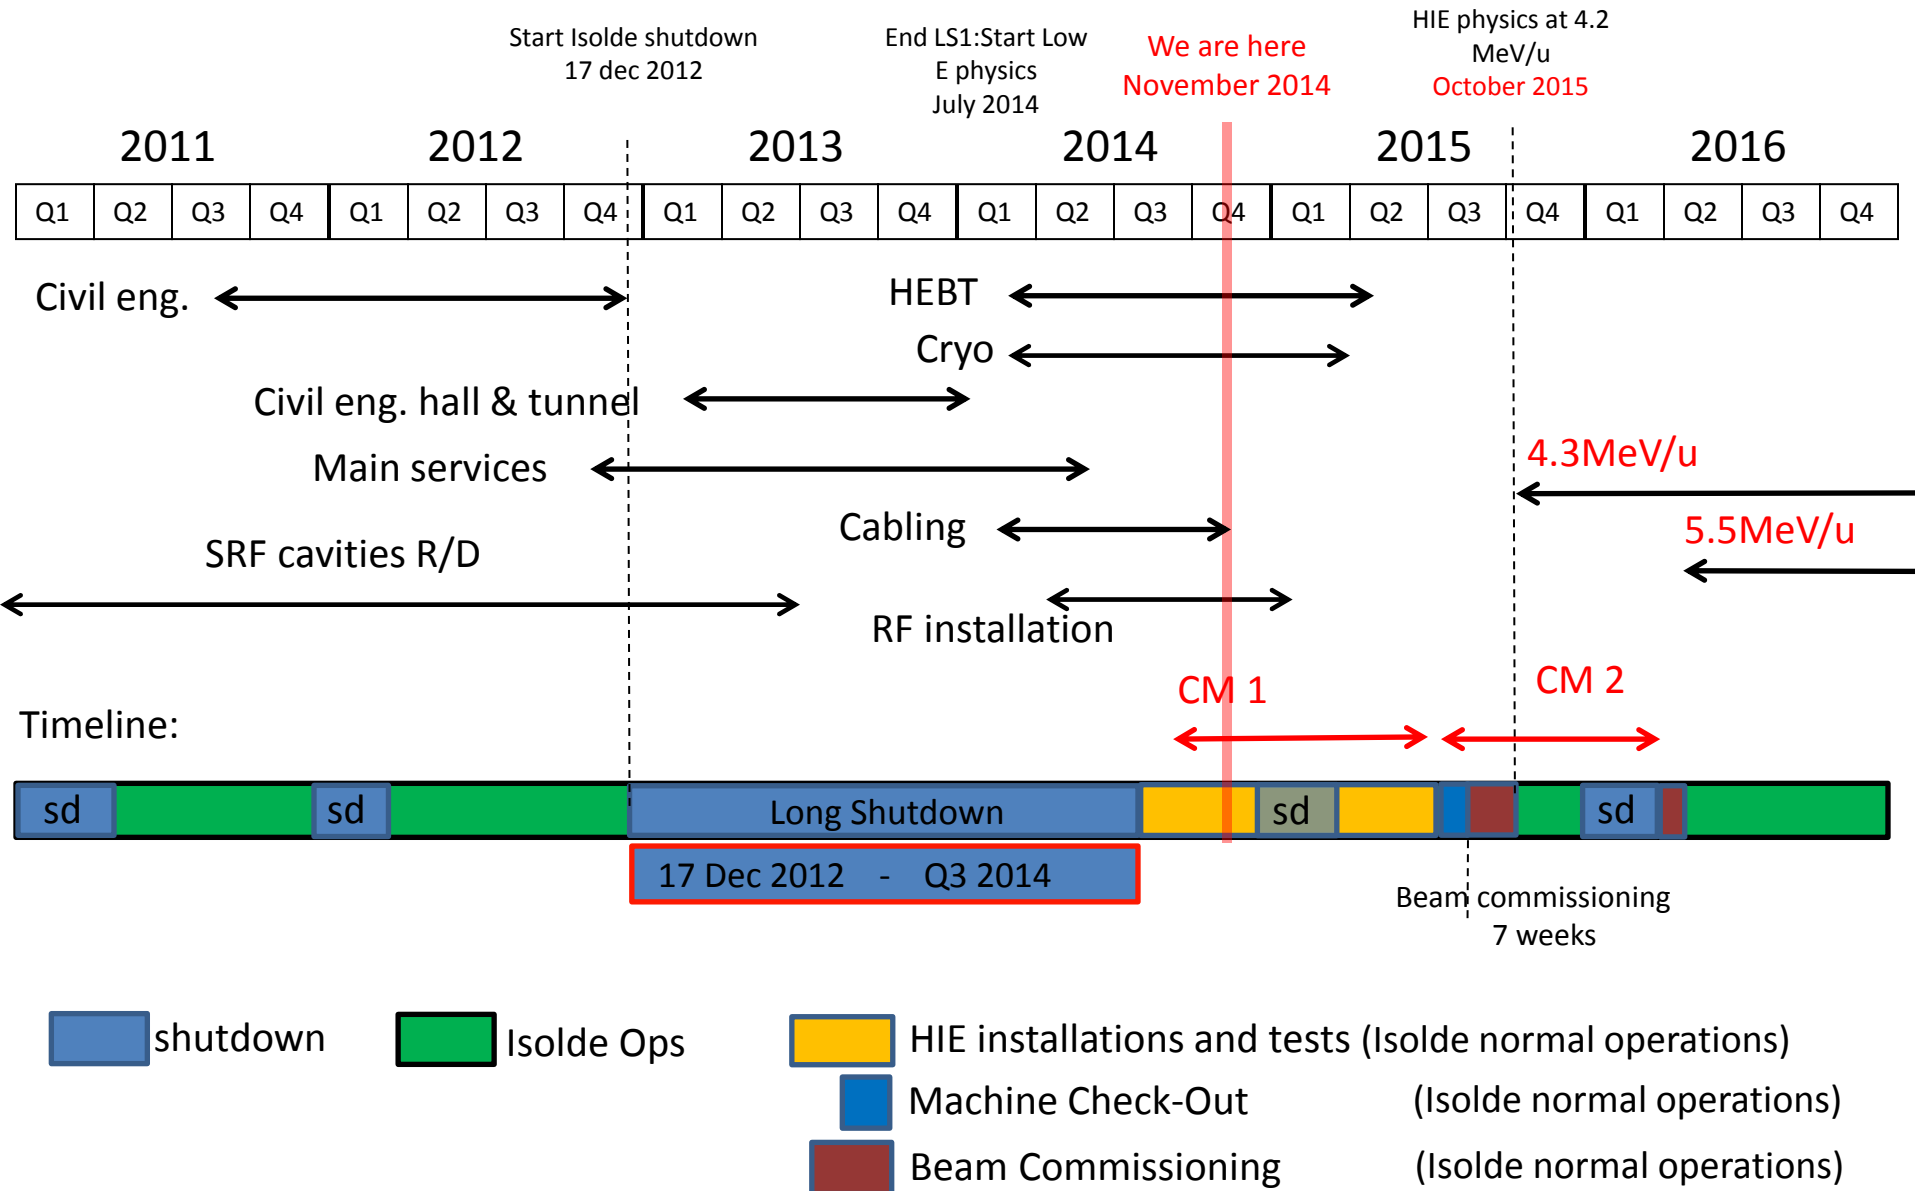 Start Isolde shutdown
17 dec 2012
End LS1:Start Low
E physics
July 2014
We are here
November 2014
HIE physics at 4.2
MeV/u
October 2015
2011 2012 2013 2014 2015 2016
Q1 Q2 Q3 Q4 Q1 Q2 Q3 Q4 Q1 Q2 Q3 Q4 Q1 Q2 Q3 Q4 Q1 Q2 Q3 Q4 Q1 Q2 Q3 Q4
Civil eng.
HEBT
Cryo
Civil eng. hall & tunnel
Main services
4.3MeV/u
Cabling
5.5MeV/u
SRF cavities R/D
RF installation
CM 1
CM 2
Timeline:
sd sd Long Shutdown sd sd
17 Dec 2012 - Q3 2014
Beam commissioning
7 weeks
shutdown
Isolde Ops
HIE installations and tests (Isolde normal operations)
Machine Check-Out (Isolde normal operations)
Beam Commissioning (Isolde normal operations)